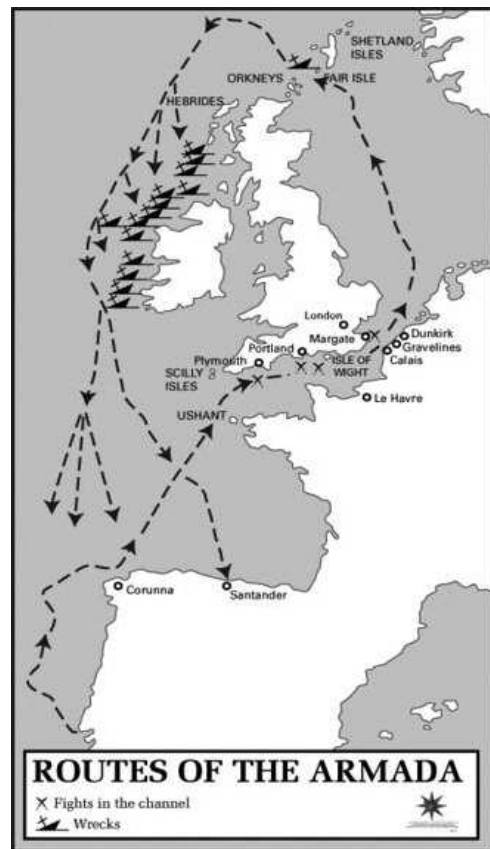 SHETLAND
ISLES
ORKNEYS
FAIR ISLE
HEBRIDES
London
Margate
Dunkirk
Gravelines
Calais
Portland
Plymouth
ISLE OF
WIGHT
SCILLY
ISLES
Le Havre
USHANT
Corunna
Santander
ROUTES OF THE ARMADA
Fights in the channel
Wrecks